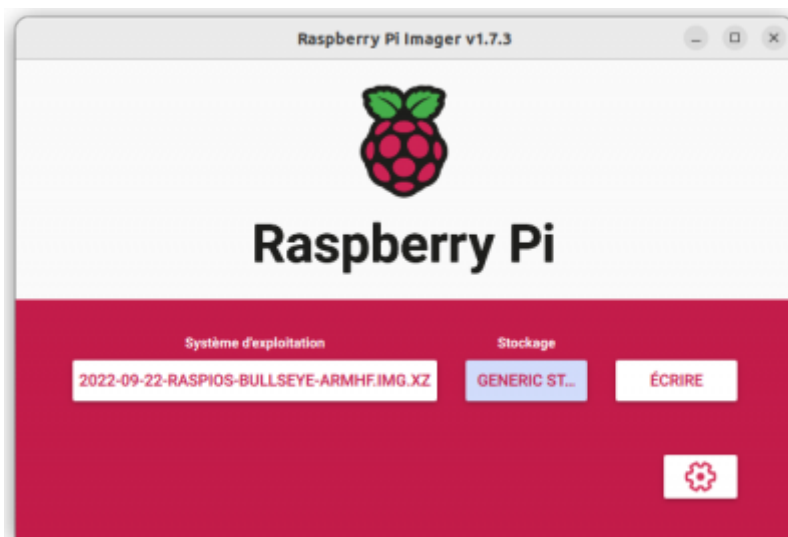 Raspberry Pi Imager v1.7.3
Raspberry Pi
Système d'exploitation
Stockage
2022-09-22-RASPIOS-BULLSEYE-ARMHF.IMG.XZ
GENERIC ST...
ÉCRIRE